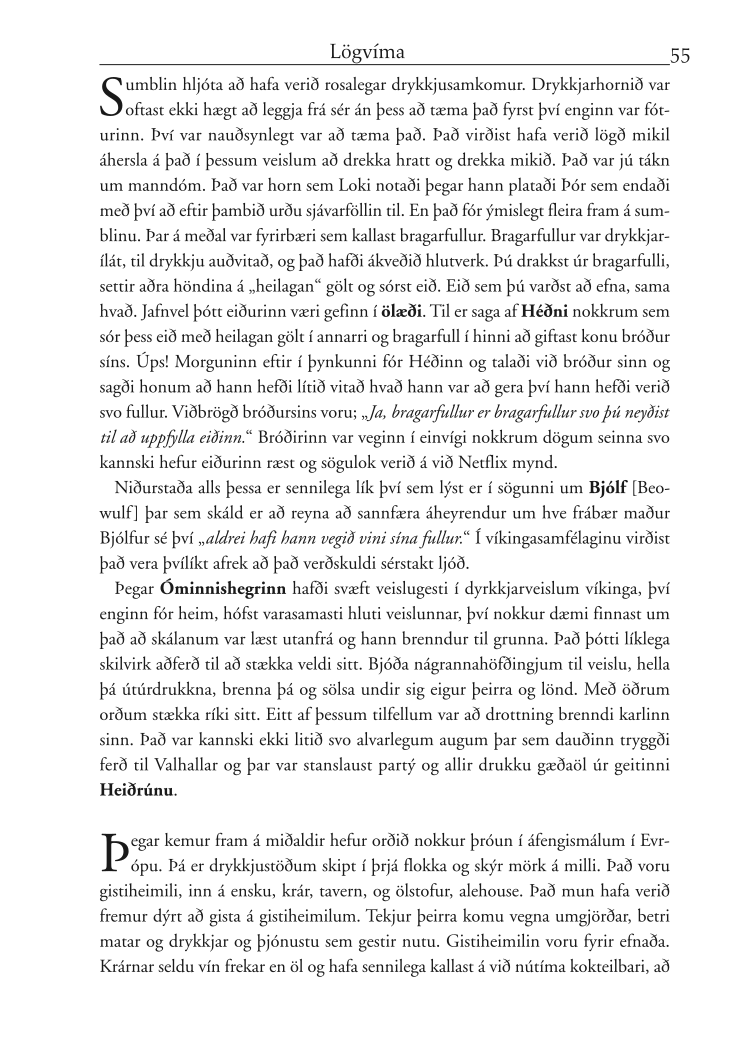 Lögvíma 55
Sumblin hljóta að hafa verið rosalegar drykkjusamkomur. Drykkjarhornið var
oftast ekki hægt að leggja frá sér án þess að tæma það fyrst því enginn var fót-
urinn. Því var nauðsynlegt var að tæma það. Það virðist hafa verið lögð mikil
áhersla á það í þessum veislum að drekka hratt og drekka mikið. Það var jú tákn
um manndóm. Það var horn sem Loki notaði þegar hann plataði Þór sem endaði
með því að eftir þambið urðu sjávarföllin til. En það fór ýmislegt fleira fram á sum-
blinu. Þar á meðal var fyrirbæri sem kallast bragarfullur. Bragarfullur var drykkjar-
ílát, til drykkju auðvitað, og það hafði ákveðið hlutverk. Þú drakkst úr bragarfulli,
settir aðra höndina á „heilagan“ gölt og sórst eið. Eið sem þú varðst að efna, sama
hvað. Jafnvel þótt eiðurinn væri gefinn í ölæði. Til er saga af Héðni nokkrum sem
sór þess eið með heilagan gölt í annarri og bragarfull í hinni að giftast konu bróður
síns. Úps! Morguninn eftir í þynkunni fór Héðinn og talaði við bróður sinn og
sagði honum að hann hefði lítið vitað hvað hann var að gera því hann hefði verið
svo fullur. Viðbrögð bróðursins voru; „Ja, bragarfullur er bragarfullur svo þú neyðist
til að uppfylla eiðinn.“ Bróðirinn var veginn í einvígi nokkrum dögum seinna svo
kannski hefur eiðurinn ræst og sögulok verið á við Netflix mynd.
Niðurstaða alls þessa er sennilega lík því sem lýst er í sögunni um Bjólf [Beo-
wulf] þar sem skáld er að reyna að sannfæra áheyrendur um hve frábær maður
Bjólfur sé því „aldrei hafi hann vegið vini sína fullur.“ Í víkingasamfélaginu virðist
það vera þvílíkt afrek að það verðskuldi sérstakt ljóð.
Þegar Óminnishegrinn hafði svæft veislugesti í dyrkkjarveislum víkinga, því
enginn fór heim, hófst varasamasti hluti veislunnar, því nokkur dæmi finnast um
það að skálanum var læst utanfrá og hann brenndur til grunna. Það þótti líklega
skilvirk aðferð til að stækka veldi sitt. Bjóða nágrannahöfðingjum til veislu, hella
þá útúrdrukkna, brenna þá og sölsa undir sig eigur þeirra og lönd. Með öðrum
orðum stækka ríki sitt. Eitt af þessum tilfellum var að drottning brenndi karlinn
sinn. Það var kannski ekki litið svo alvarlegum augum þar sem dauðinn tryggði
ferð til Valhallar og þar var stanslaust partý og allir drukku gæðaöl úr geitinni
Heiðrúnu.
Þegar kemur fram á miðaldir hefur orðið nokkur þróun í áfengismálum í Evr-
ópu. Þá er drykkjustöðum skipt í þrjá flokka og skýr mörk á milli. Það voru
gistiheimili, inn á ensku, krár, tavern, og ölstofur, alehouse. Það mun hafa verið
fremur dýrt að gista á gistiheimilum. Tekjur þeirra komu vegna umgjörðar, betri
matar og drykkjar og þjónustu sem gestir nutu. Gistiheimilin voru fyrir efnaða.
Krárnar seldu vín frekar en öl og hafa sennilega kallast á við nútíma kokteilbari, að